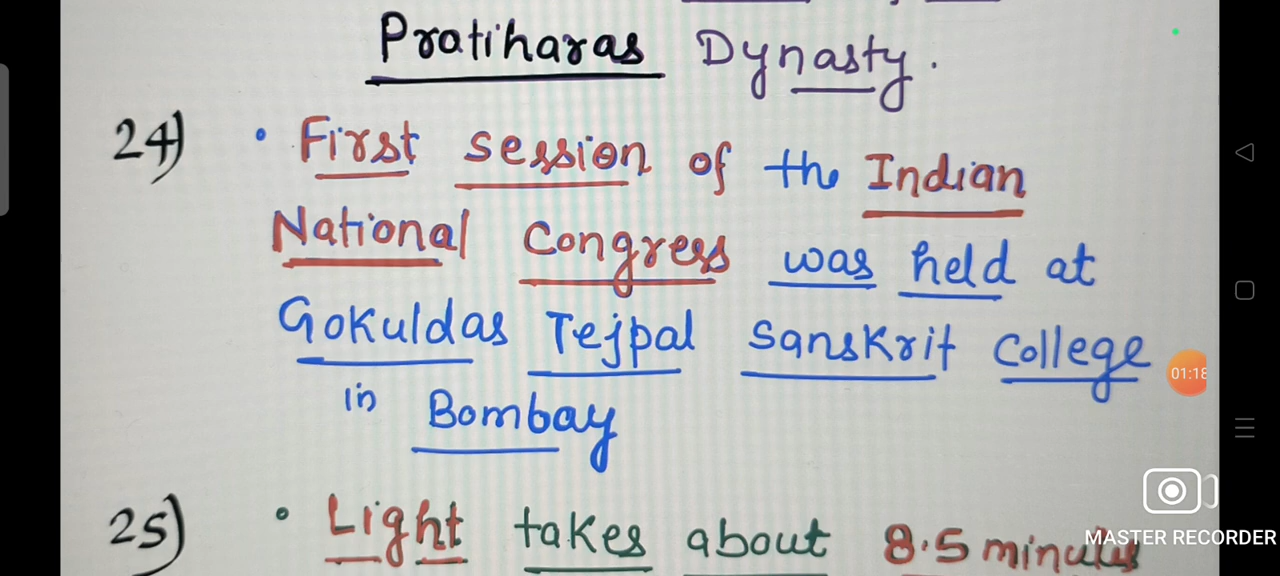 Pratiharas Dynasty.
24) • First session of the Indian
National Congress was held at
Gokuldas Tejpal Sanskrit College
in Bombay
01:18
25) • Light takes about 8.5 minutes
MASTER RECORDER